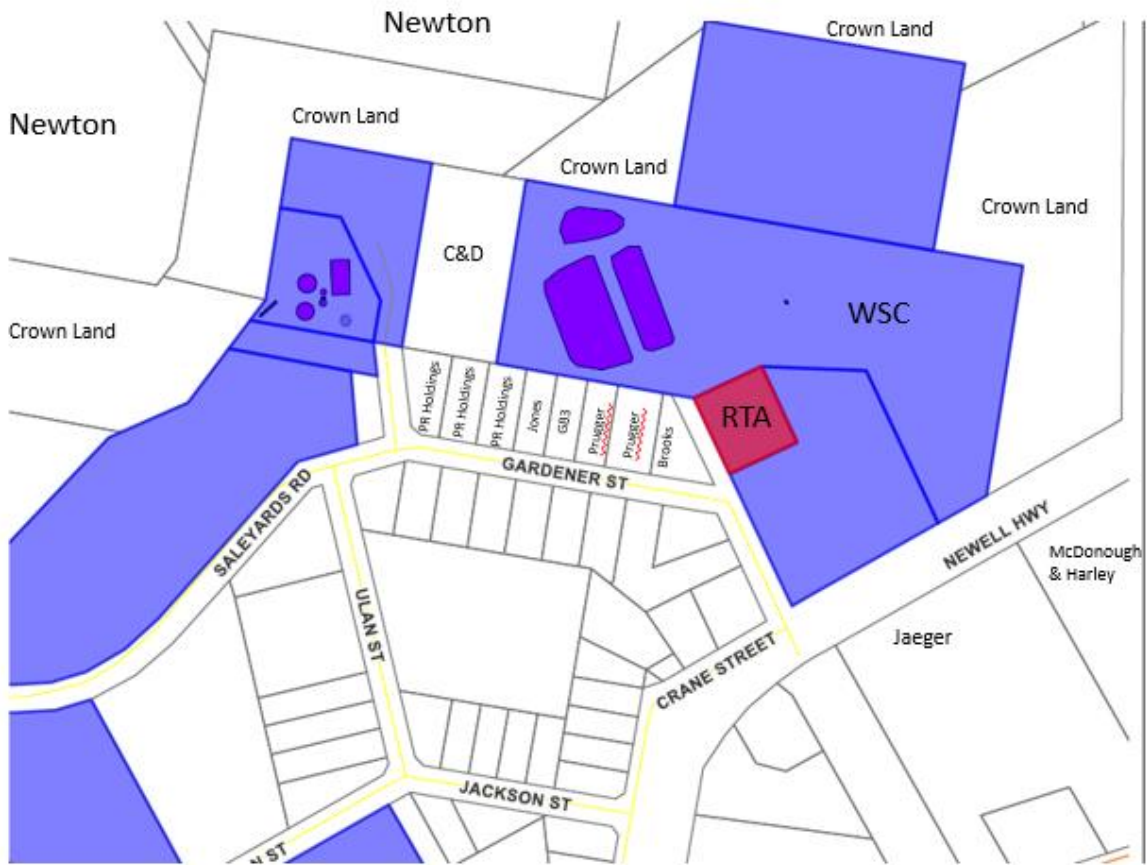 Newton
Crown Land
Newton
Crown Land
Crown Land
Crown Land
C&D
WSC
Crown Land
PR Holdings
PR Holdings
PR Holdings
Jones
G83
Prugger
Prugger
Brooks
RTA
GARDENER ST
SALEYARDS RD
NEWELL HWY
McDonough
& Harley
ULAN ST
Jaeger
CRANE STREET
JACKSON ST
N ST